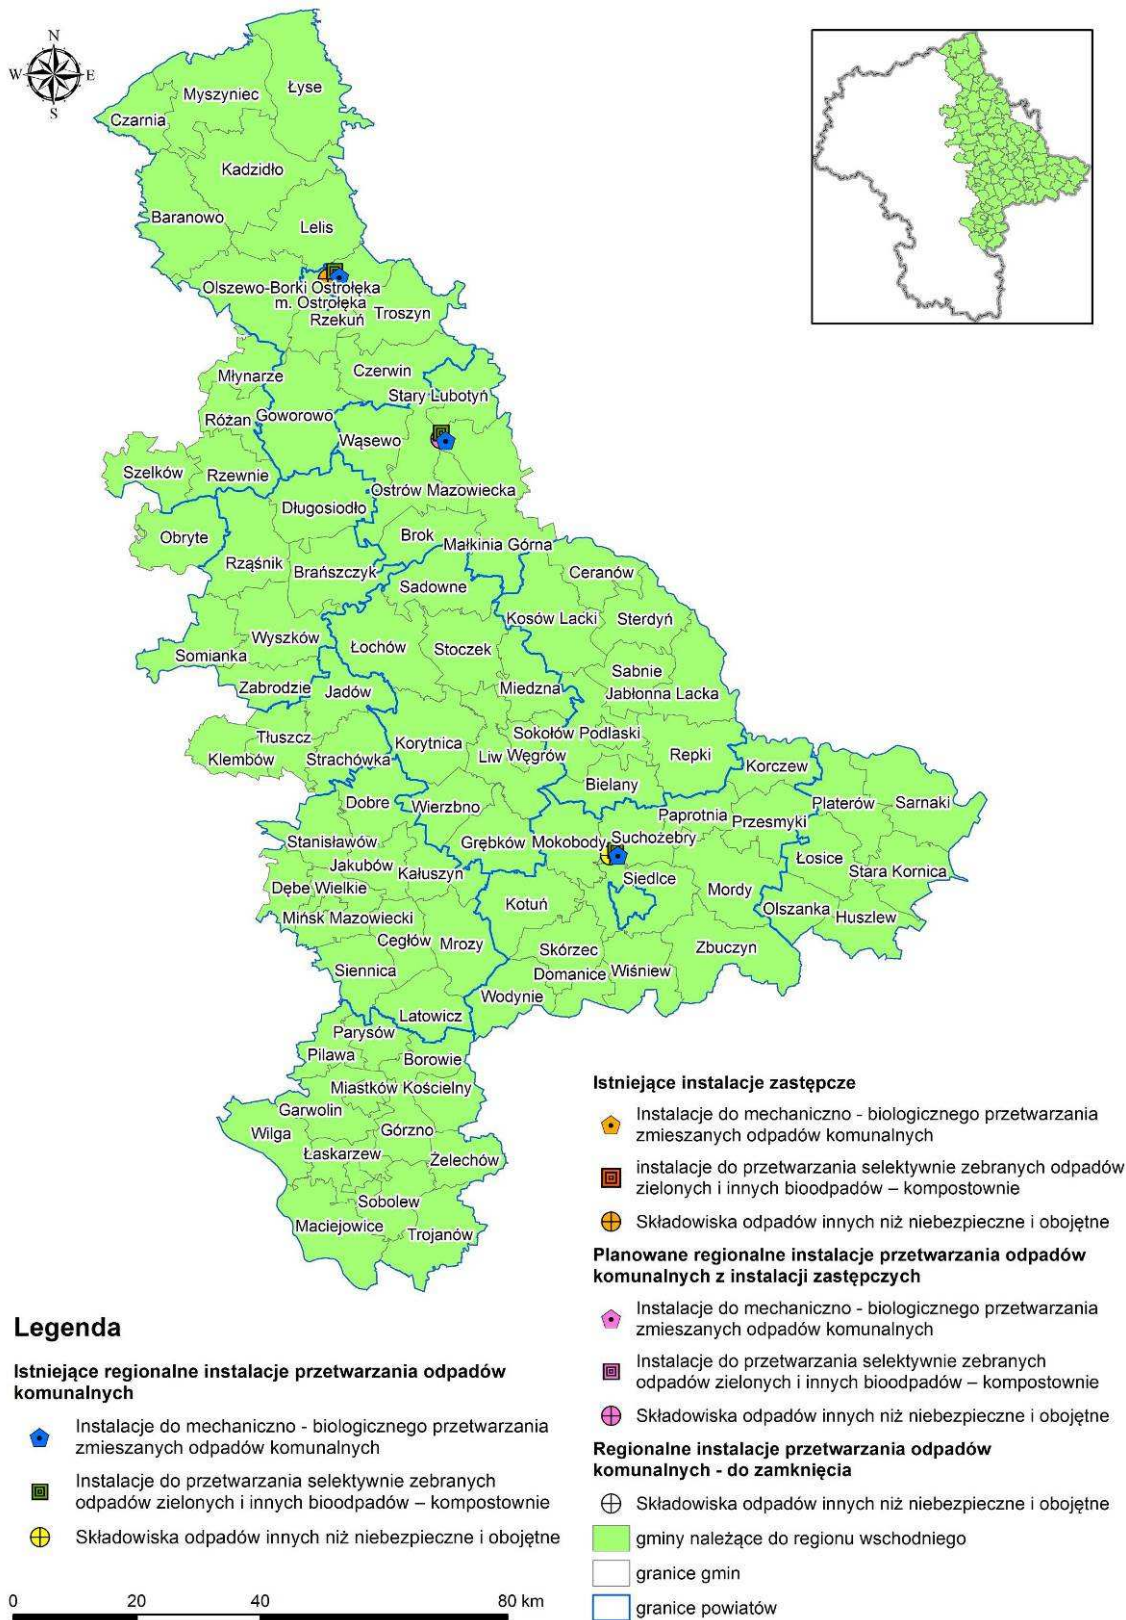 N
W
E
S
Łyse
Myszyniec
Czarnia
Kadzidło
Baranowo
Lelis
Olszewo-Borki Ostrołęka
m. Ostrołęka
Troszyn
Rzekuń
Czerwin
Młynarze
Stary Lubotyń
Goworowo
Różan
Wąsewo
Szelków
Rzewnie
Ostrów Mazowiecka
Długosiodło
Obryte
Brok
Małkinia Górna
Rząśnik
Brańszczyk
Ceranów
Sadowne
Kosów Lacki
Sterdyń
Wyszków
Łochów
Stoczek
Somianka
Sabnie
Zabrodzie
Jadów
Miedzna
Jabłonna Lacka
Tłuszcz
Korytnica
Sokołów Podlaski
Klembów
Strachówka
Liw Węgrów
Repki
Korczew
Bielany
Dobre
Wierzbno
Platerów
Sarnaki
Paprotnia
Przesmyki
Stanisławów
Grębków
Mokobody
Suchożebry
Jakubów
Kałuszyn
Łosice
Stara Kornica
Dębe Wielkie
Siedlce
Mordy
Kotuń
Olszanka
Huszlew
Mińsk Mazowiecki
Cegłów
Mrozy
Skórzec
Zbuczyn
Siennica
Domanice
Wiśniew
Wodynie
Latowicz
Parysów
Pilawa
Borowie
Miastków Kościelny
Garwolin
Wilga
Górzno
Łaskarzew
Żelechów
Sobolew
Maciejowice
Trojanów
Legenda
Istniejące regionalne instalacje przetwarzania odpadów
komunalnych
Instalacje do mechaniczno - biologicznego przetwarzania
zmieszanych odpadów komunalnych
Instalacje do przetwarzania selektywnie zebranych
odpadów zielonych i innych bioodpadów – kompostownie
Składowiska odpadów innych niż niebezpieczne i obojętne
0 20 40 80 km
Istniejące instalacje zastępcze
Instalacje do mechaniczno - biologicznego przetwarzania
zmieszanych odpadów komunalnych
instalacje do przetwarzania selektywnie zebranych odpadów
zielonych i innych bioodpadów – kompostownie
Składowiska odpadów innych niż niebezpieczne i obojętne
Planowane regionalne instalacje przetwarzania odpadów
komunalnych z instalacji zastępczych
Instalacje do mechaniczno - biologicznego przetwarzania
zmieszanych odpadów komunalnych
Instalacje do przetwarzania selektywnie zebranych
odpadów zielonych i innych bioodpadów – kompostownie
Składowiska odpadów innych niż niebezpieczne i obojętne
Regionalne instalacje przetwarzania odpadów
komunalnych - do zamknięcia
Składowiska odpadów innych niż niebezpieczne i obojętne
gminy należące do regionu wschodniego
granice gmin
granice powiatów